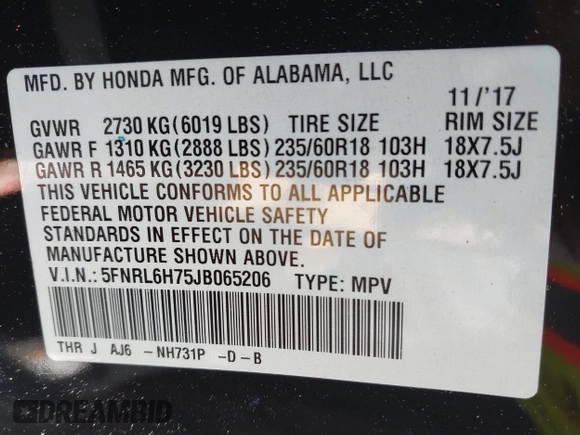 MFD. BY HONDA MFG. OF ALABAMA, LLC
11/'17
GVWR 2730 KG(6019 LBS) TIRE SIZE RIM SIZE
GAWR F 1310 KG(2888 LBS)235/60R18 103H 18X7.5J
GAWR R 1465 KG(3230 LBS)235/60R18 103H 18X7.5J
THIS VEHICLE CONFORMS TO ALL APPLICABLE
FEDERAL MOTOR VEHICLE SAFETY
STANDARDS IN EFFECT ON THE DATE OF
MANUFACTURE SHOWN ABOVE.
V.I.N.: 5FNRL6H75JB065206 TYPE: MPV
THR J AJ6 -NH731P -D-B
DREAMBID